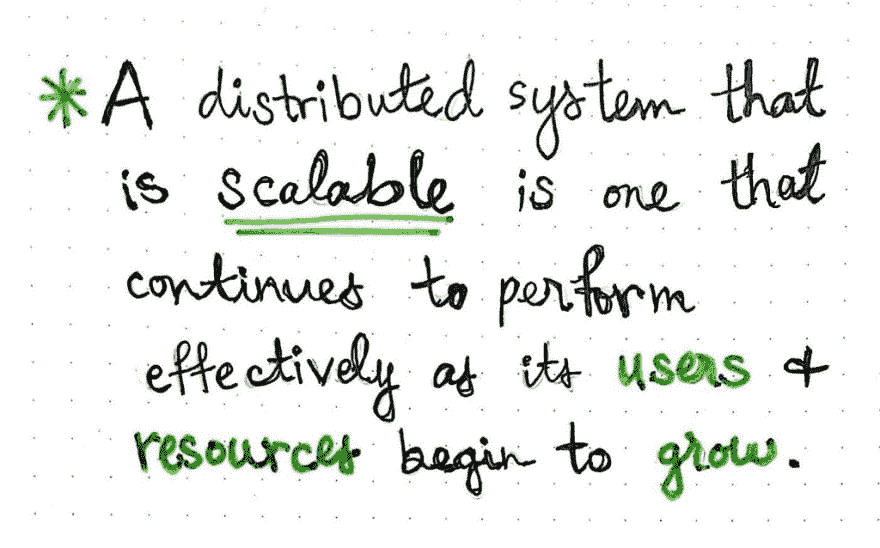 * A distributed system that
is scalable is one that
continues to perform
effectively as its users &
resources begin to grow.